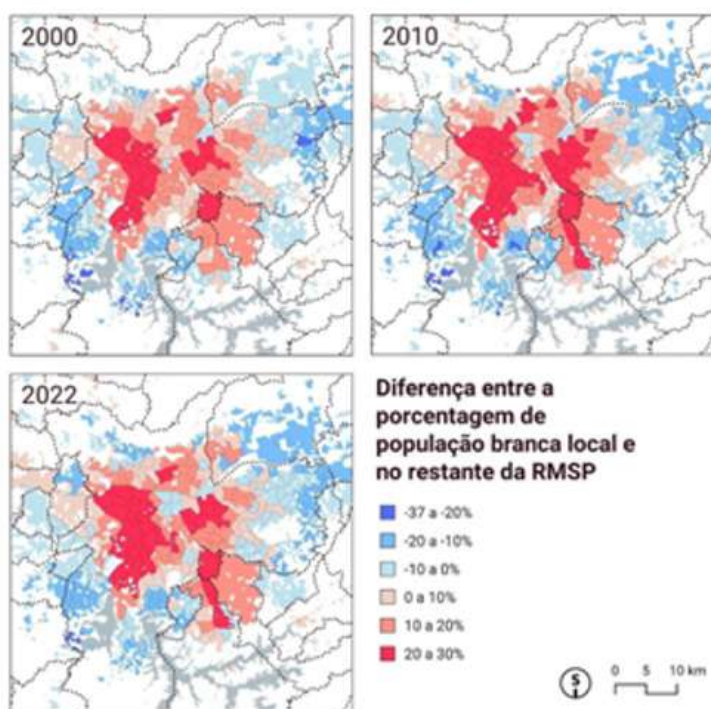 2000
2010
2022
Diferença entre a
porcentagem de
população branca local e
no restante da RMSP
-37 a -20%
-20 a -10%
-10 a 0%
0 a 10%
10 a 20%
20 a 30%
S
0 5 10 km